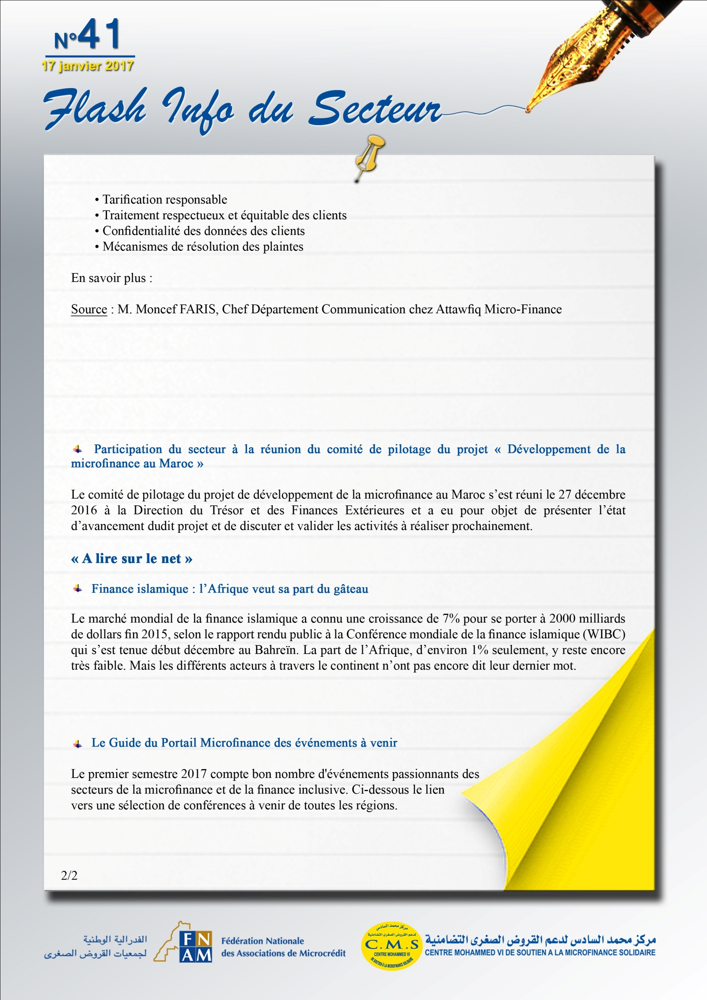 N°41
17 janvier 2017
Flash Info du Secteur
• Tarification responsable
• Traitement respectueux et équitable des clients
• Confidentialité des données des clients
• Mécanismes de résolution des plaintes
En savoir plus :
Source : M. Moncef FARIS, Chef Département Communication chez Attawfiq Micro-Finance
Participation du secteur à la réunion du comité de pilotage du projet « Développement de la
microfinance au Maroc »
Le comité de pilotage du projet de développement de la microfinance au Maroc s’est réuni le 27 décembre
2016 à la Direction du Trésor et des Finances Extérieures et a eu pour objet de présenter l’état
d’avancement dudit projet et de discuter et valider les activités à réaliser prochainement.
« A lire sur le net »
Finance islamique : l’Afrique veut sa part du gâteau
Le marché mondial de la finance islamique a connu une croissance de 7% pour se porter à 2000 milliards
de dollars fin 2015, selon le rapport rendu public à la Conférence mondiale de la finance islamique (WIBC)
qui s’est tenue début décembre au Bahreïn. La part de l’Afrique, d’environ 1% seulement, y reste encore
très faible. Mais les différents acteurs à travers le continent n’ont pas encore dit leur dernier mot.
Le Guide du Portail Microfinance des événements à venir
Le premier semestre 2017 compte bon nombre d'événements passionnants des
secteurs de la microfinance et de la finance inclusive. Ci-dessous le lien
vers une sélection de conférences à venir de toutes les régions.
2/2
الفدرالية الوطنية
لجمعيات القروض الصغرى
FN
AM
Fédération Nationale
des Associations de Microcrédit
مركز محمد السادس
لدعم القروض الصغرى التضامنية
C.M.S
CENTRE MOHAMMED VI
DE SOUTIEN À LA MICROFINANCE SOLIDAIRE
مركز محمد السادس لدعم القروض الصغرى التضامنية
CENTRE MOHAMMED VI DE SOUTIEN A LA MICROFINANCE SOLIDAIRE